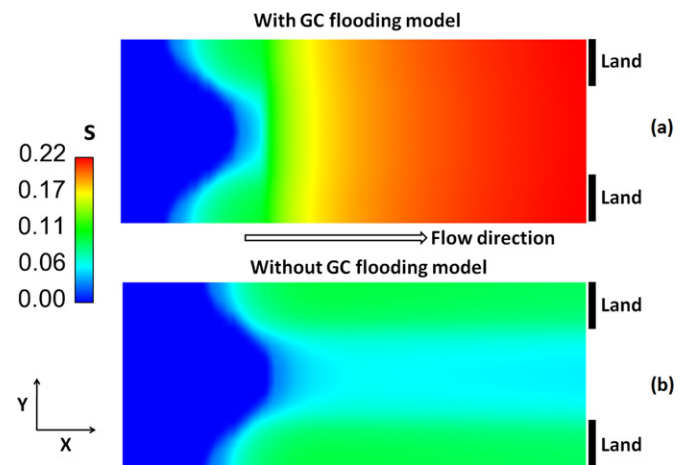 With GC flooding model
Land
(a)
S
0.22
0.17
0.11
0.06
0.00
Land
Flow direction
Without GC flooding model
Land
(b)
Y
X
Land